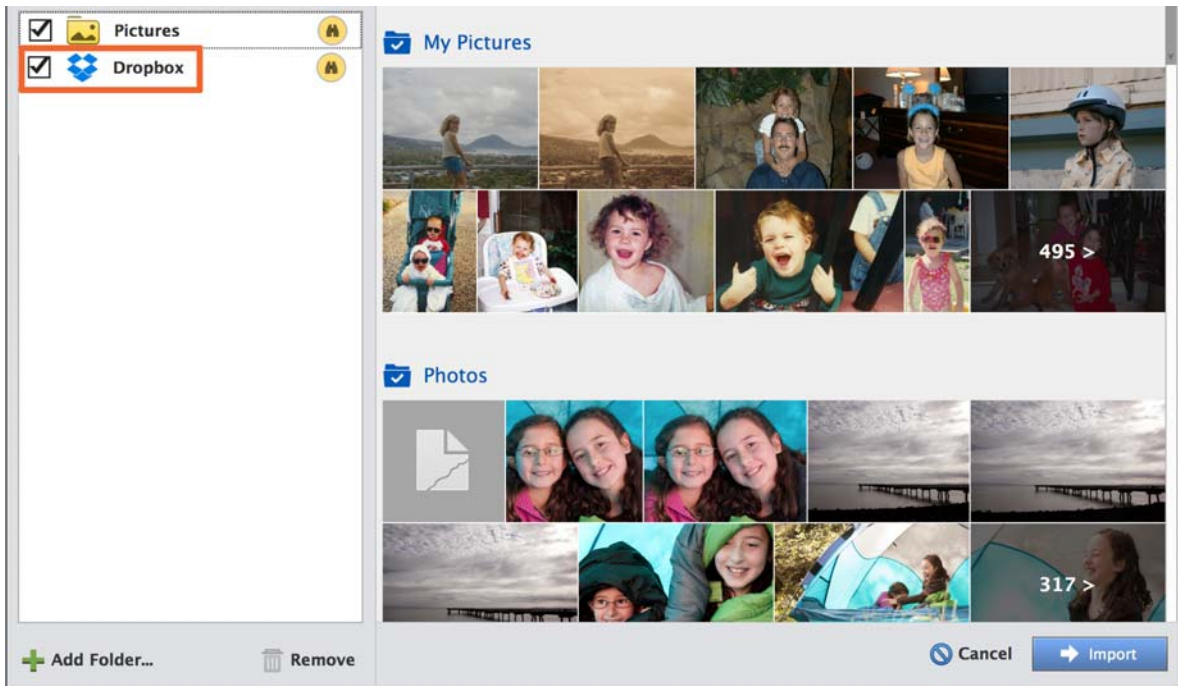 Pictures
Dropbox
My Pictures
495 >
Photos
317 >
Add Folder...
Remove
Cancel
Import